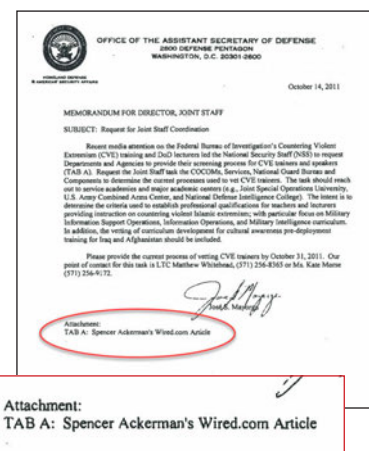 OFFICE OF THE ASSISTANT SECRETARY OF DEFENSE
2600 DEFENSE PENTAGON
WASHINGTON, D.C. 20301-2600
HOMELAND DEFENSE
& AMERICAS' SECURITY AFFAIRS
October 14, 2011
MEMORANDUM FOR DIRECTOR, JOINT STAFF
SUBJECT: Request for Joint Staff Coordination
Recent media attention on the Federal Bureau of Investigation's Countering Violent
Extremism (CVE) training and DoD lecturers led the National Security Staff (NSS) to request
Departments and Agencies to provide their screening process for CVE trainers and speakers
(TAB A). Request the Joint Staff task the COCOMs, Services, National Guard Bureau and
Components to determine the current processes used to vet CVE trainers. The task should reach
out to service academies and major academic centers (e.g., Joint Special Operations University,
U.S. Army Combined Arms Center, and National Defense Intelligence College). The intent is to
determine the criteria used to establish professional qualifications for teachers and lecturers
providing instruction on countering violent Islamic extremism; with particular focus on Military
Information Support Operations, Information Operations, and Military Intelligence curriculum.
In addition, the vetting of curriculum development for cultural awareness pre-deployment
training for Iraq and Afghanistan should be included.
Please provide the current process of vetting CVE trainers by October 31, 2011. Our
point of contact for this task is LTC Matthew Whitehead, (571) 256-8365 or Ms. Kate
(571) 256-9172.
José S. Mayorga
Attachment:
TAB A: Spencer Ackerman's Wired.com Article
Attachment:
TAB A: Spencer Ackerman's Wired.com Article